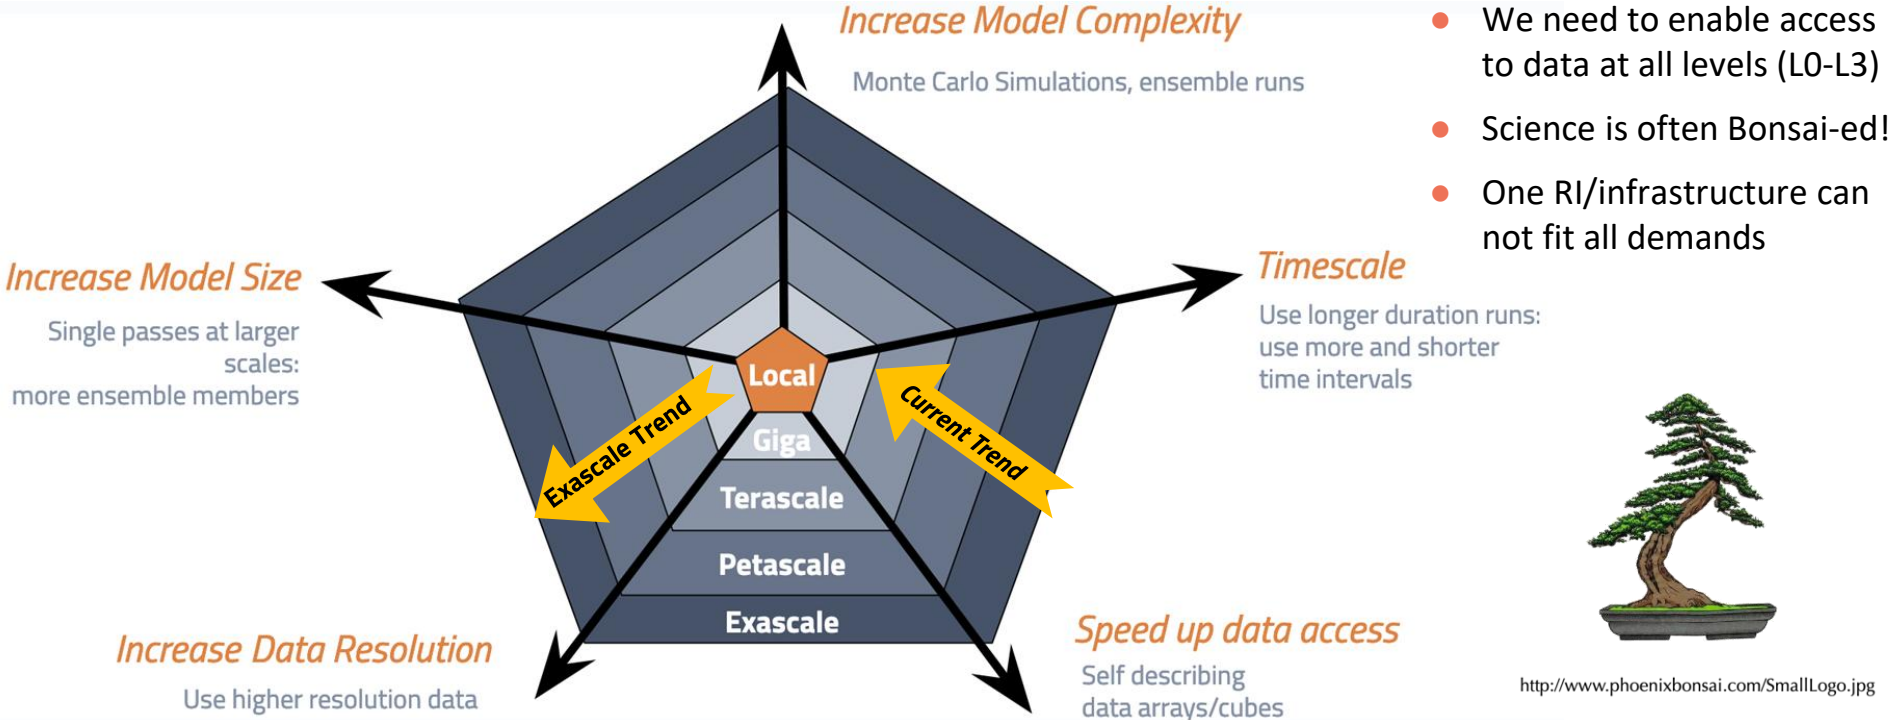 Increase Model Complexity
Monte Carlo Simulations, ensemble runs
● We need to enable access
to data at all levels (L0-L3)
● Science is often Bonsai-ed!
● One RI/infrastructure can
not fit all demands
Increase Model Size
Single passes at larger
scales:
more ensemble members
Timescale
Use longer duration runs:
use more and shorter
time intervals
Local
Giga
Terascale
Petascale
Exascale
Exascale Trend
Current Trend
Increase Data Resolution
Use higher resolution data
Speed up data access
Self describing
data arrays/cubes
http://www.phoenixbonsai.com/SmallLogo.jpg